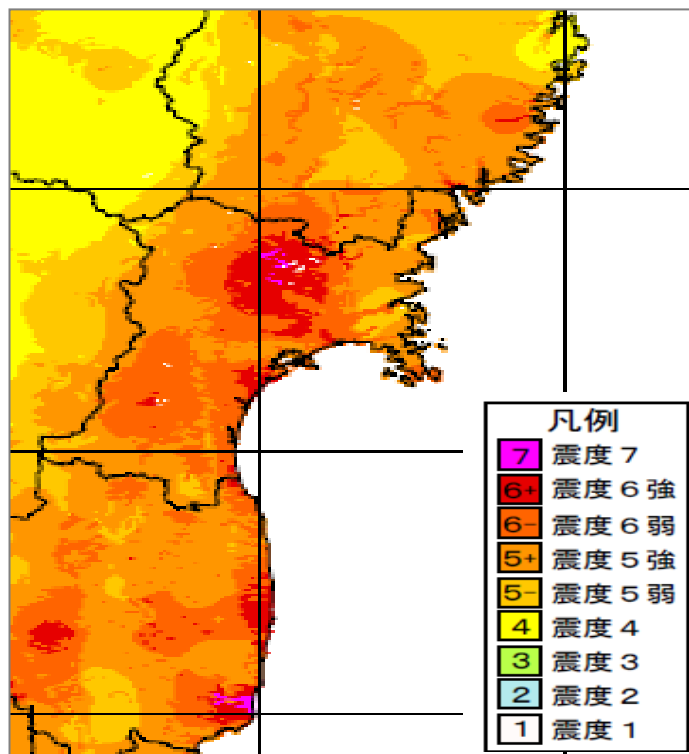 凡例
7 震度7
6+ 震度6強
6- 震度6弱
5+ 震度5強
5- 震度5弱
4 震度4
3 震度3
2 震度2
1 震度1